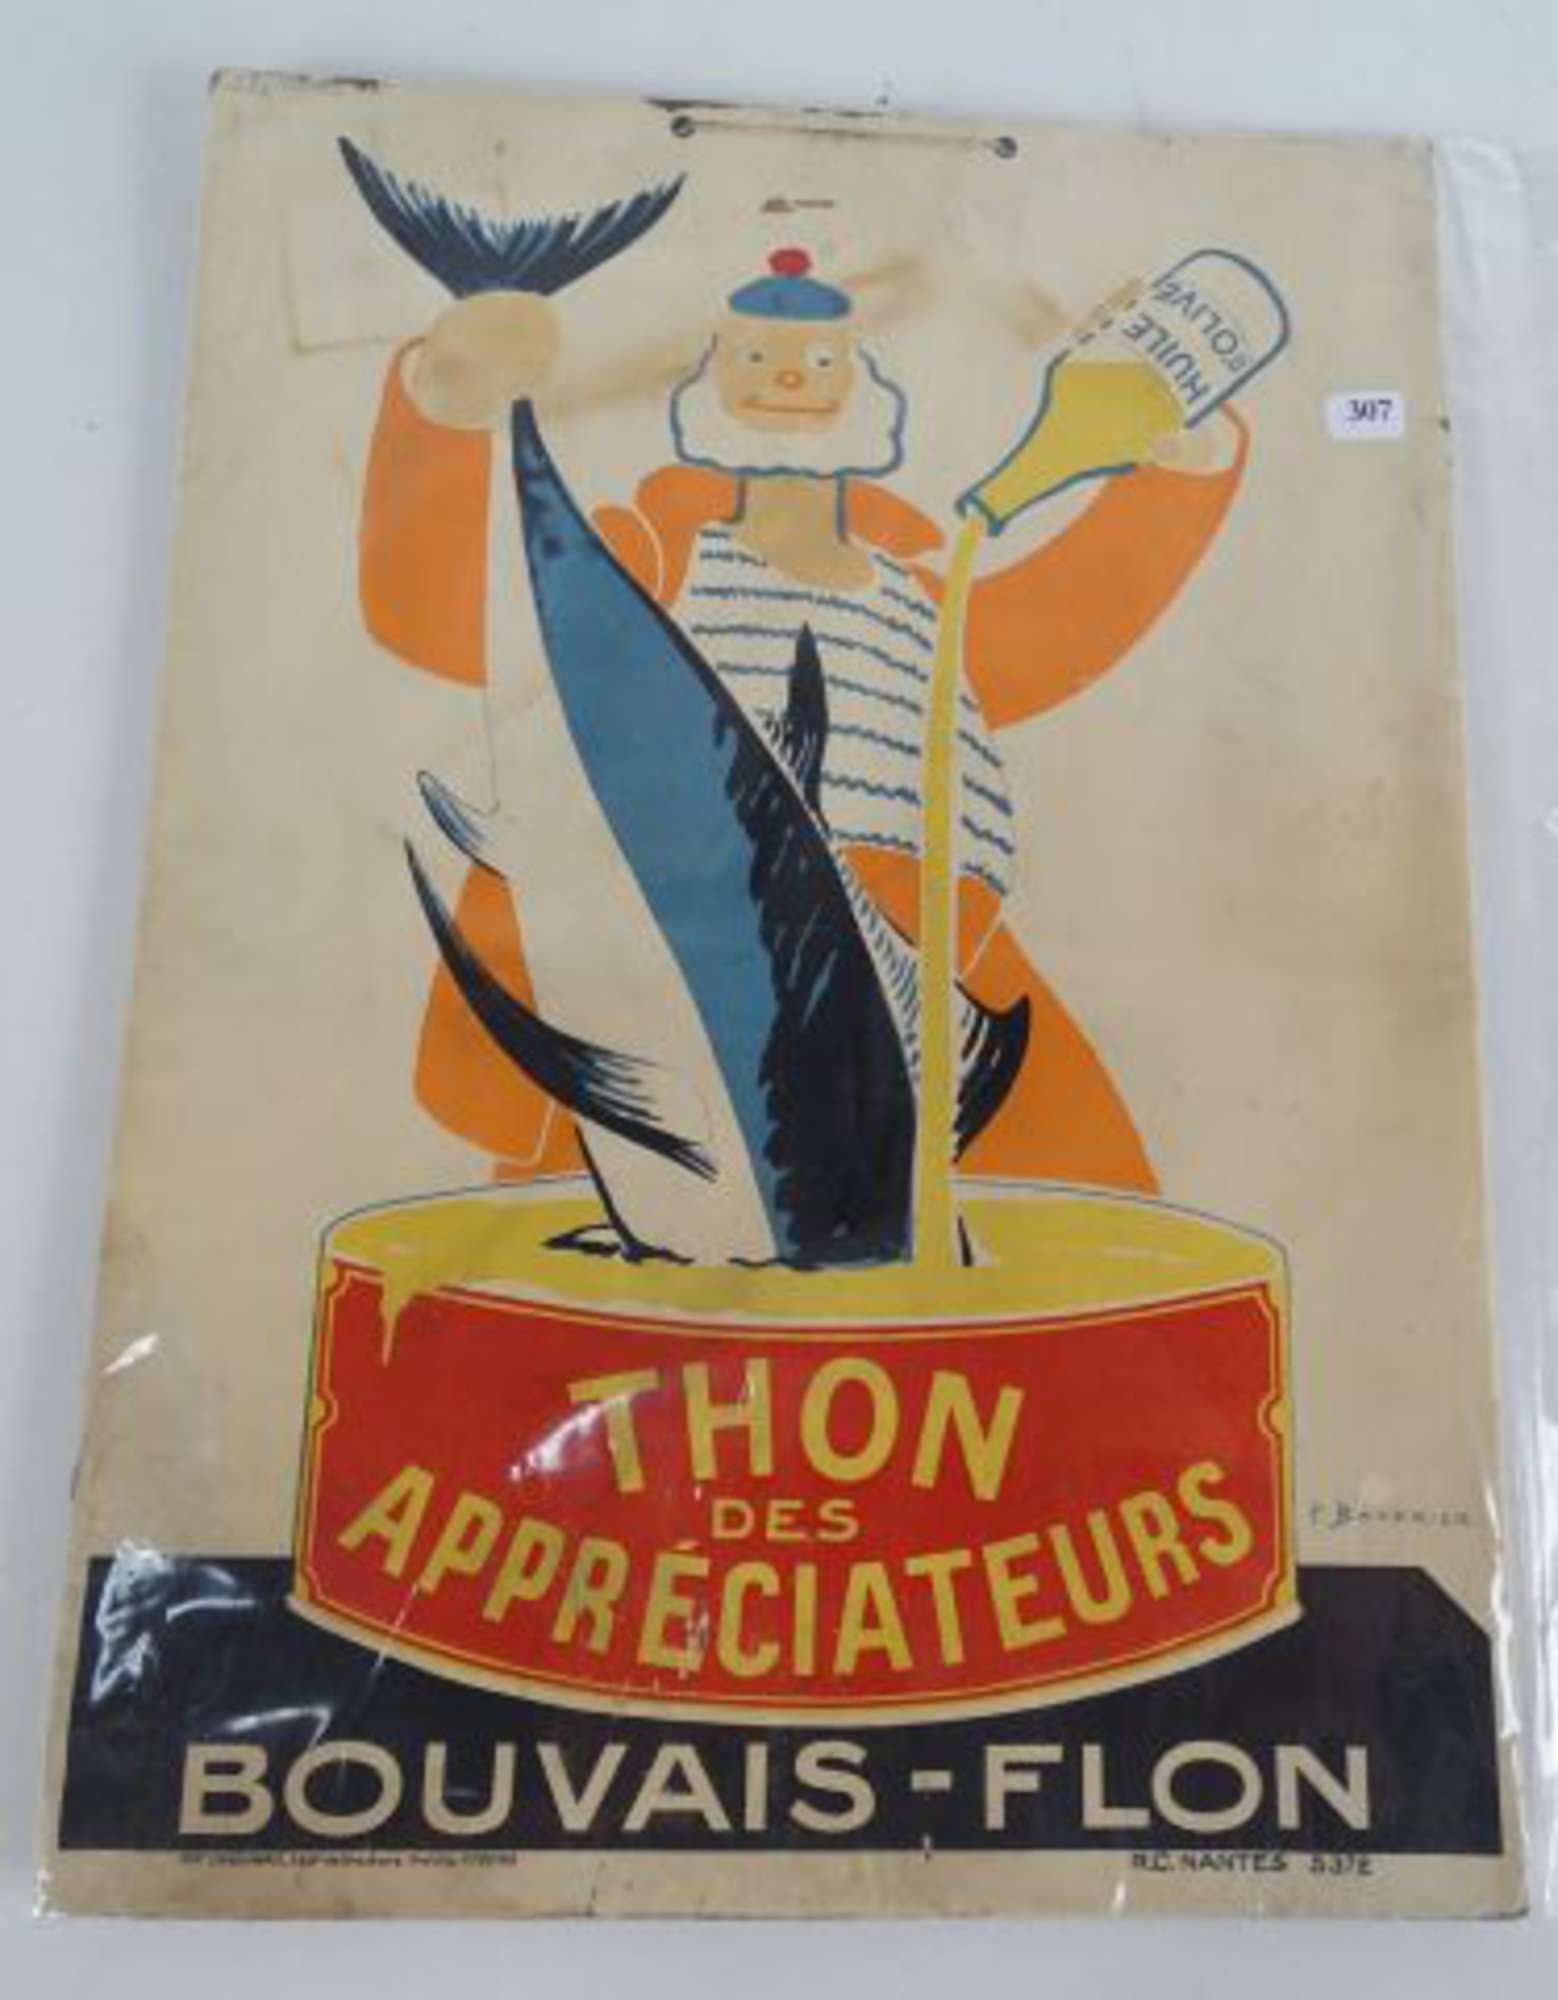 HUILE
D'OLIVE
307
THON
DES
APPRÉCIATEURS
BOUVAIS - FLON
R.C. NANTES